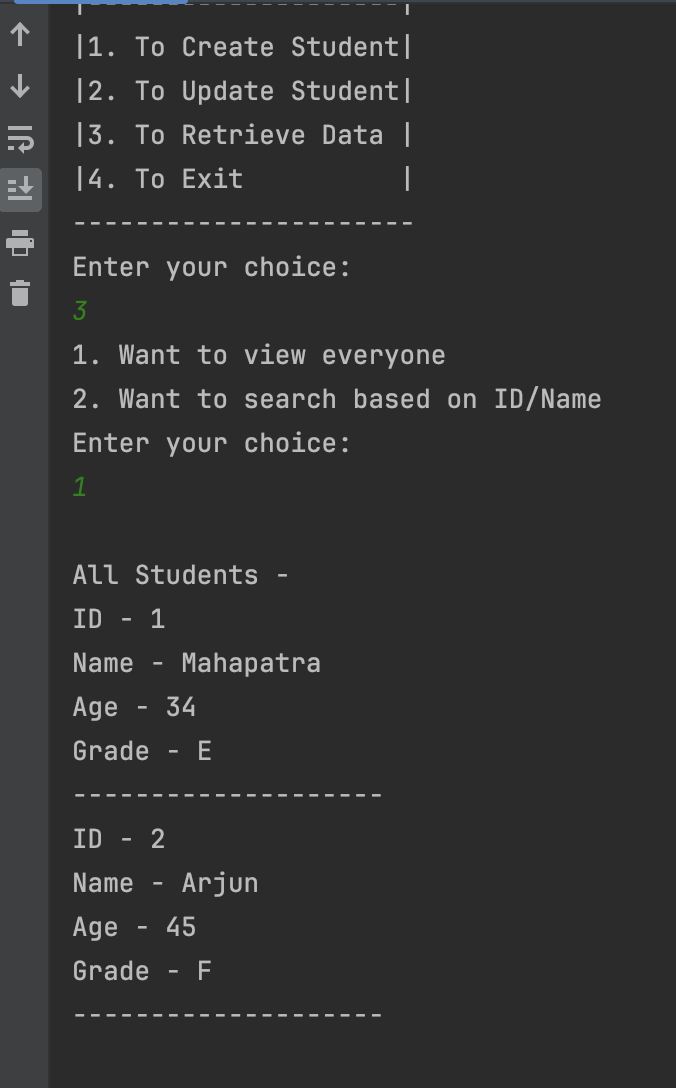 |1. To Create Student|
|2. To Update Student|
|3. To Retrieve Data |
|4. To Exit          |
----------------------
Enter your choice:
3
1. Want to view everyone
2. Want to search based on ID/Name
Enter your choice:
1

All Students -
ID - 1
Name - Mahapatra
Age - 34
Grade - E
--------------------
ID - 2
Name - Arjun
Age - 45
Grade - F
--------------------